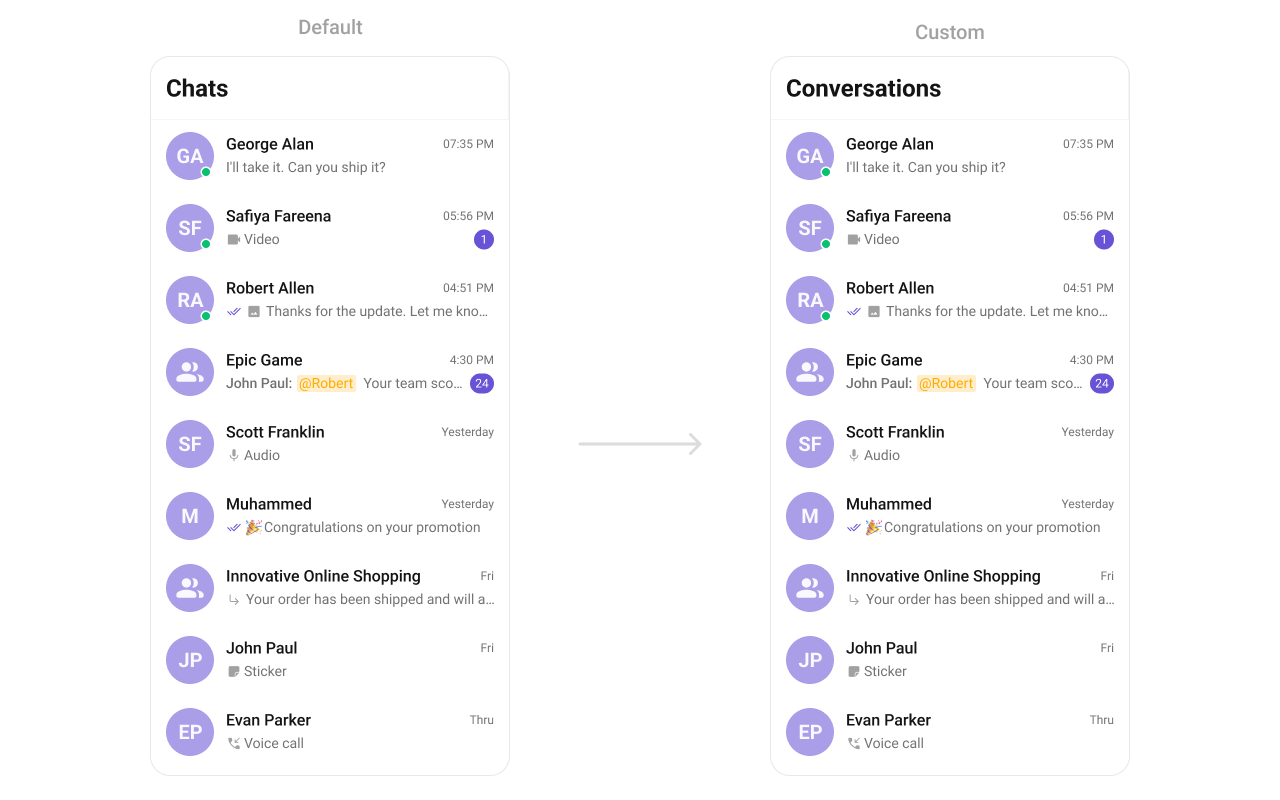 Default
Chats
GA George Alan 07:35 PM
I'll take it. Can you ship it?
SF Safiya Fareena 05:56 PM
Video 1
RA Robert Allen 04:51 PM
Thanks for the update. Let me kno...
Epic Game 4:30 PM
John Paul: @Robert Your team sco... 24
SF Scott Franklin Yesterday
Audio
M Muhammed Yesterday
🎉Congratulations on your promotion
Innovative Online Shopping Fri
Your order has been shipped and will a...
JP John Paul Fri
Sticker
EP Evan Parker Thru
Voice call
Custom
Conversations
GA George Alan 07:35 PM
I'll take it. Can you ship it?
SF Safiya Fareena 05:56 PM
Video 1
RA Robert Allen 04:51 PM
Thanks for the update. Let me kno...
Epic Game 4:30 PM
John Paul: @Robert Your team sco... 24
SF Scott Franklin Yesterday
Audio
M Muhammed Yesterday
🎉Congratulations on your promotion
Innovative Online Shopping Fri
Your order has been shipped and will a...
JP John Paul Fri
Sticker
EP Evan Parker Thru
Voice call